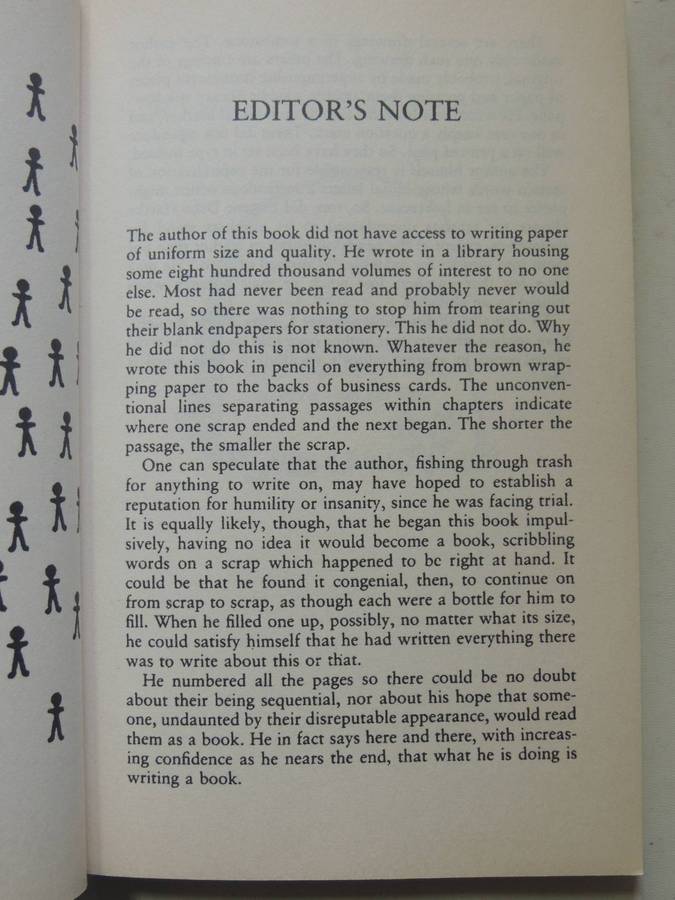 EDITOR'S NOTE
The author of this book did not have access to writing paper
of uniform size and quality. He wrote in a library housing
some eight hundred thousand volumes of interest to no one
else. Most had never been read and probably never would
be read, so there was nothing to stop him from tearing out
their blank endpapers for stationery. This he did not do. Why
he did not do this is not known. Whatever the reason, he
wrote this book in pencil on everything from brown wrap-
ping paper to the backs of business cards. The unconven-
tional lines separating passages within chapters indicate
where one scrap ended and the next began. The shorter the
passage, the smaller the scrap.
One can speculate that the author, fishing through trash
for anything to write on, may have hoped to establish a
reputation for humility or insanity, since he was facing trial.
It is equally likely, though, that he began this book impul-
sively, having no idea it would become a book, scribbling
words on a scrap which happened to be right at hand. It
could be that he found it congenial, then, to continue on
from scrap to scrap, as though each were a bottle for him to
fill. When he filled one up, possibly, no matter what its size,
he could satisfy himself that he had written everything there
was to write about this or that.
He numbered all the pages so there could be no doubt
about their being sequential, nor about his hope that some-
one, undaunted by their disreputable appearance, would read
them as a book. He in fact says here and there, with increas-
ing confidence as he nears the end, that what he is doing is
writing a book.